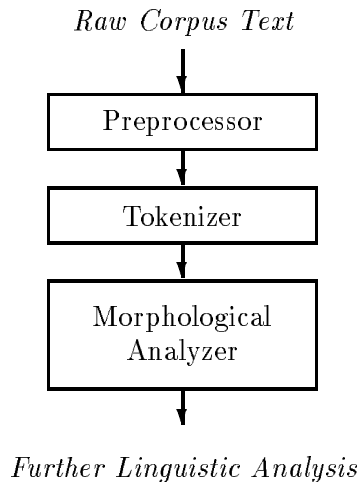 Raw Corpus Text
Preprocessor
Tokenizer
Morphological
Analyzer
Further Linguistic Analysis